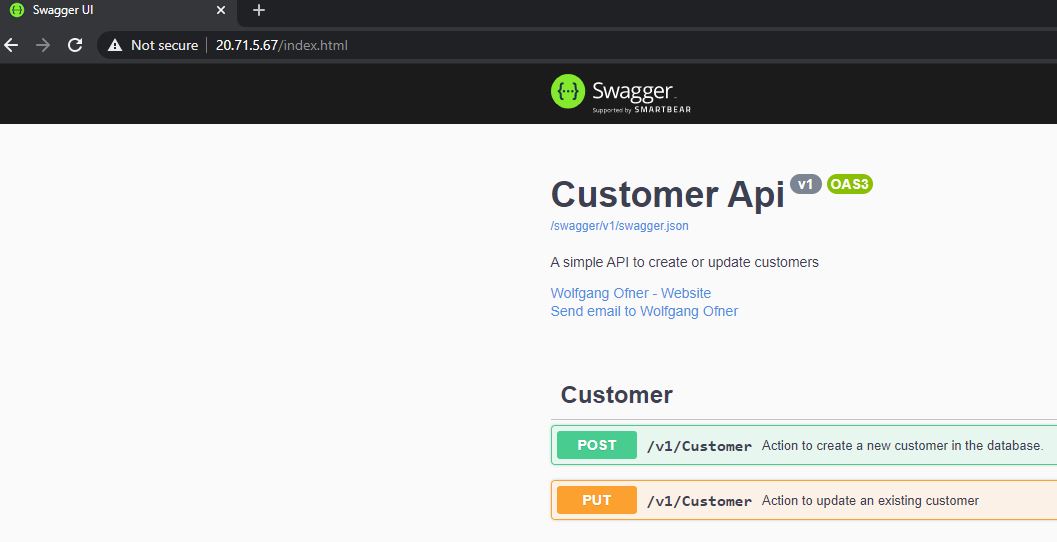 Swagger UI
Not secure 20.71.5.67/index.html
{···} Swagger
Supported by SMARTBEAR
Customer Api v1 OAS3
/swagger/v1/swagger.json
A simple API to create or update customers
Wolfgang Ofner - Website
Send email to Wolfgang Ofner
Customer
POST /v1/Customer Action to create a new customer in the database.
PUT /v1/Customer Action to update an existing customer